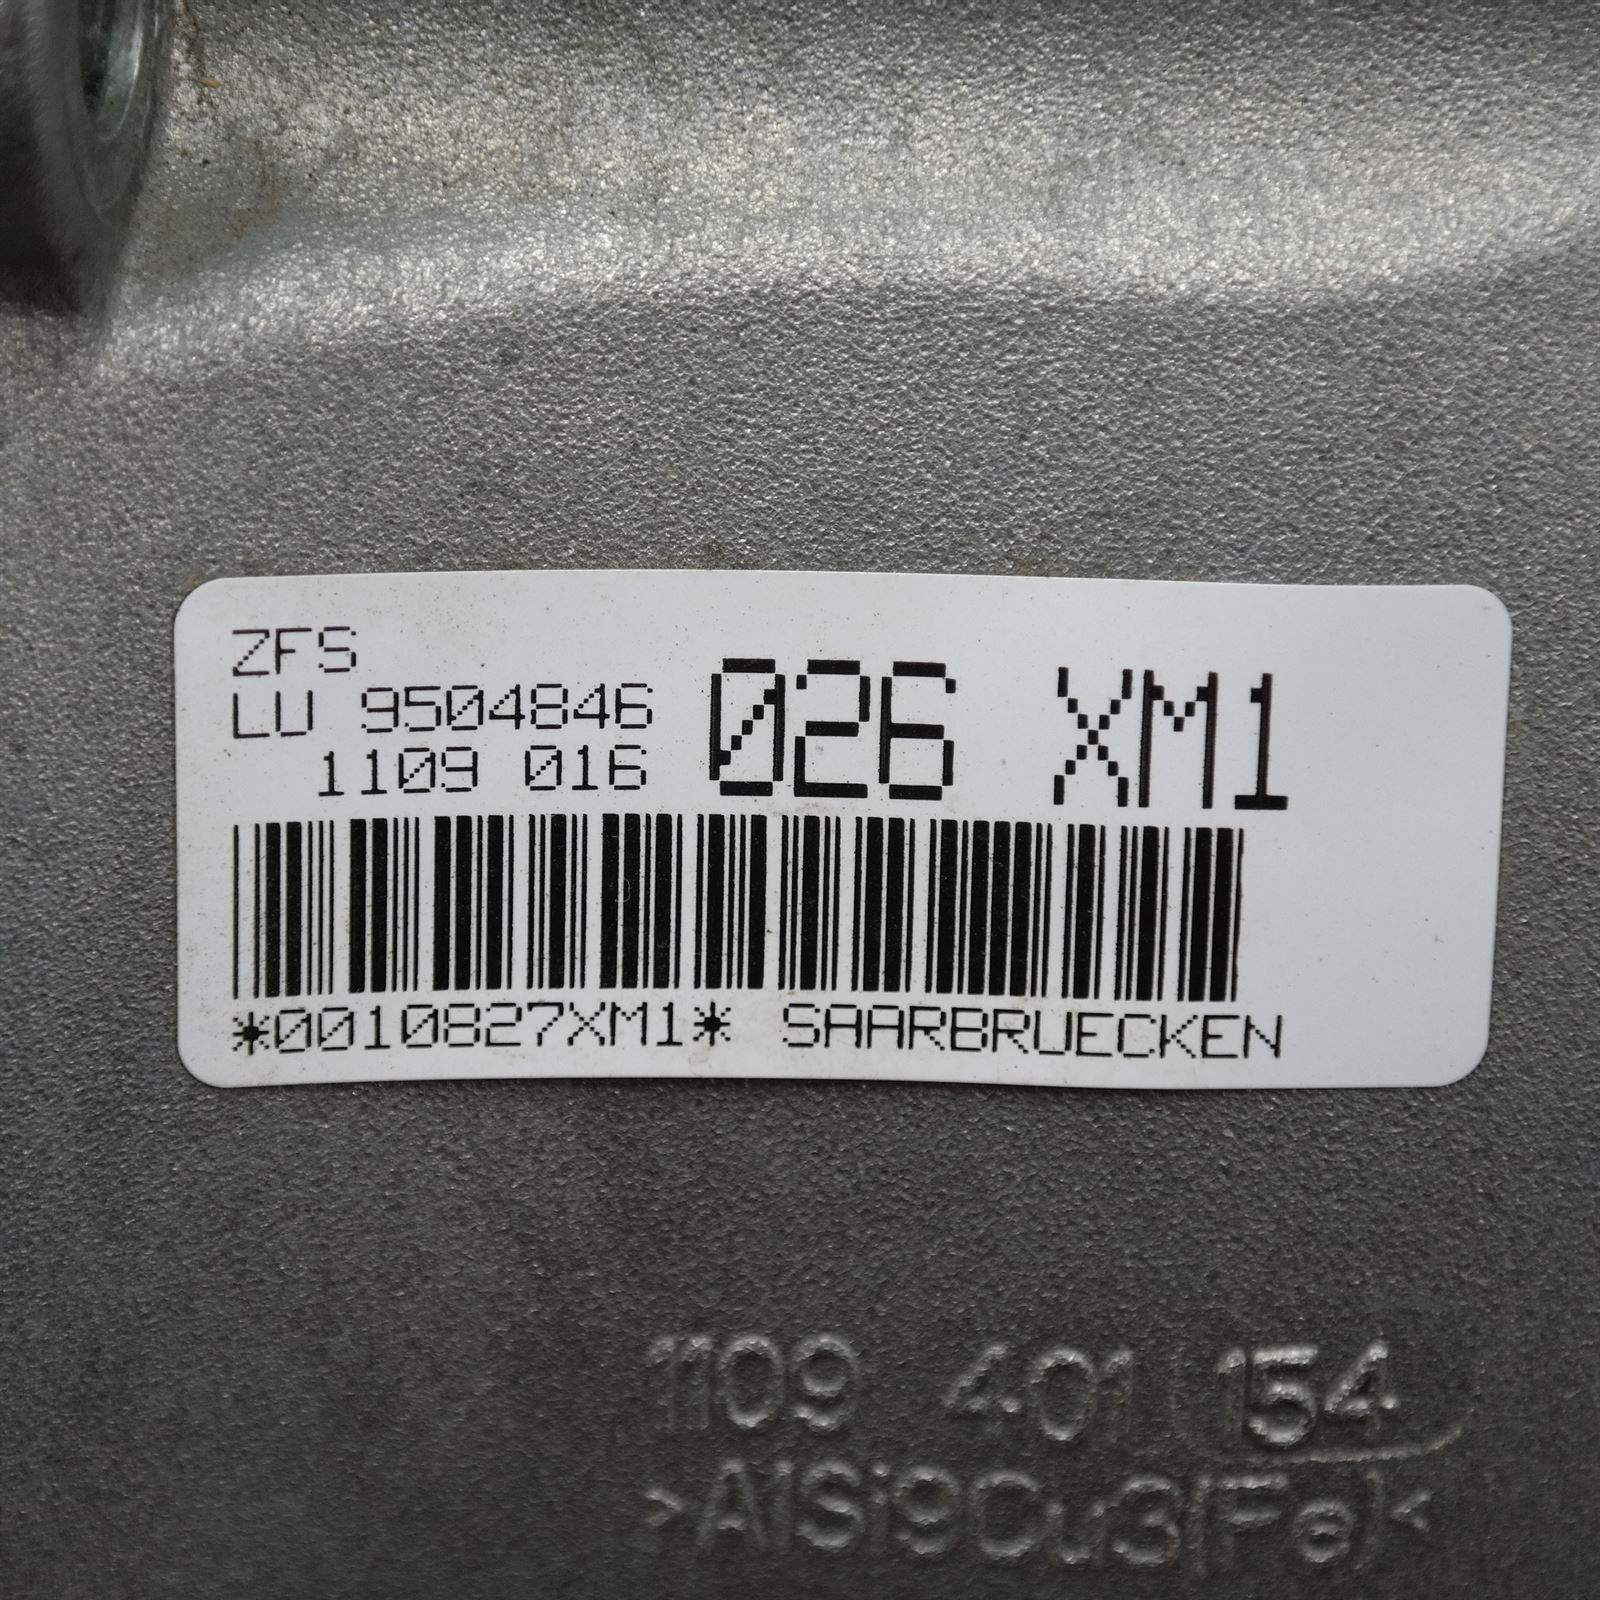 ZFS
LU 9504846 026 XM1
1109 016
*0010827XM1* SAARBRUECKEN
1109 401 154
>AlSi9Cu3(Fe)<